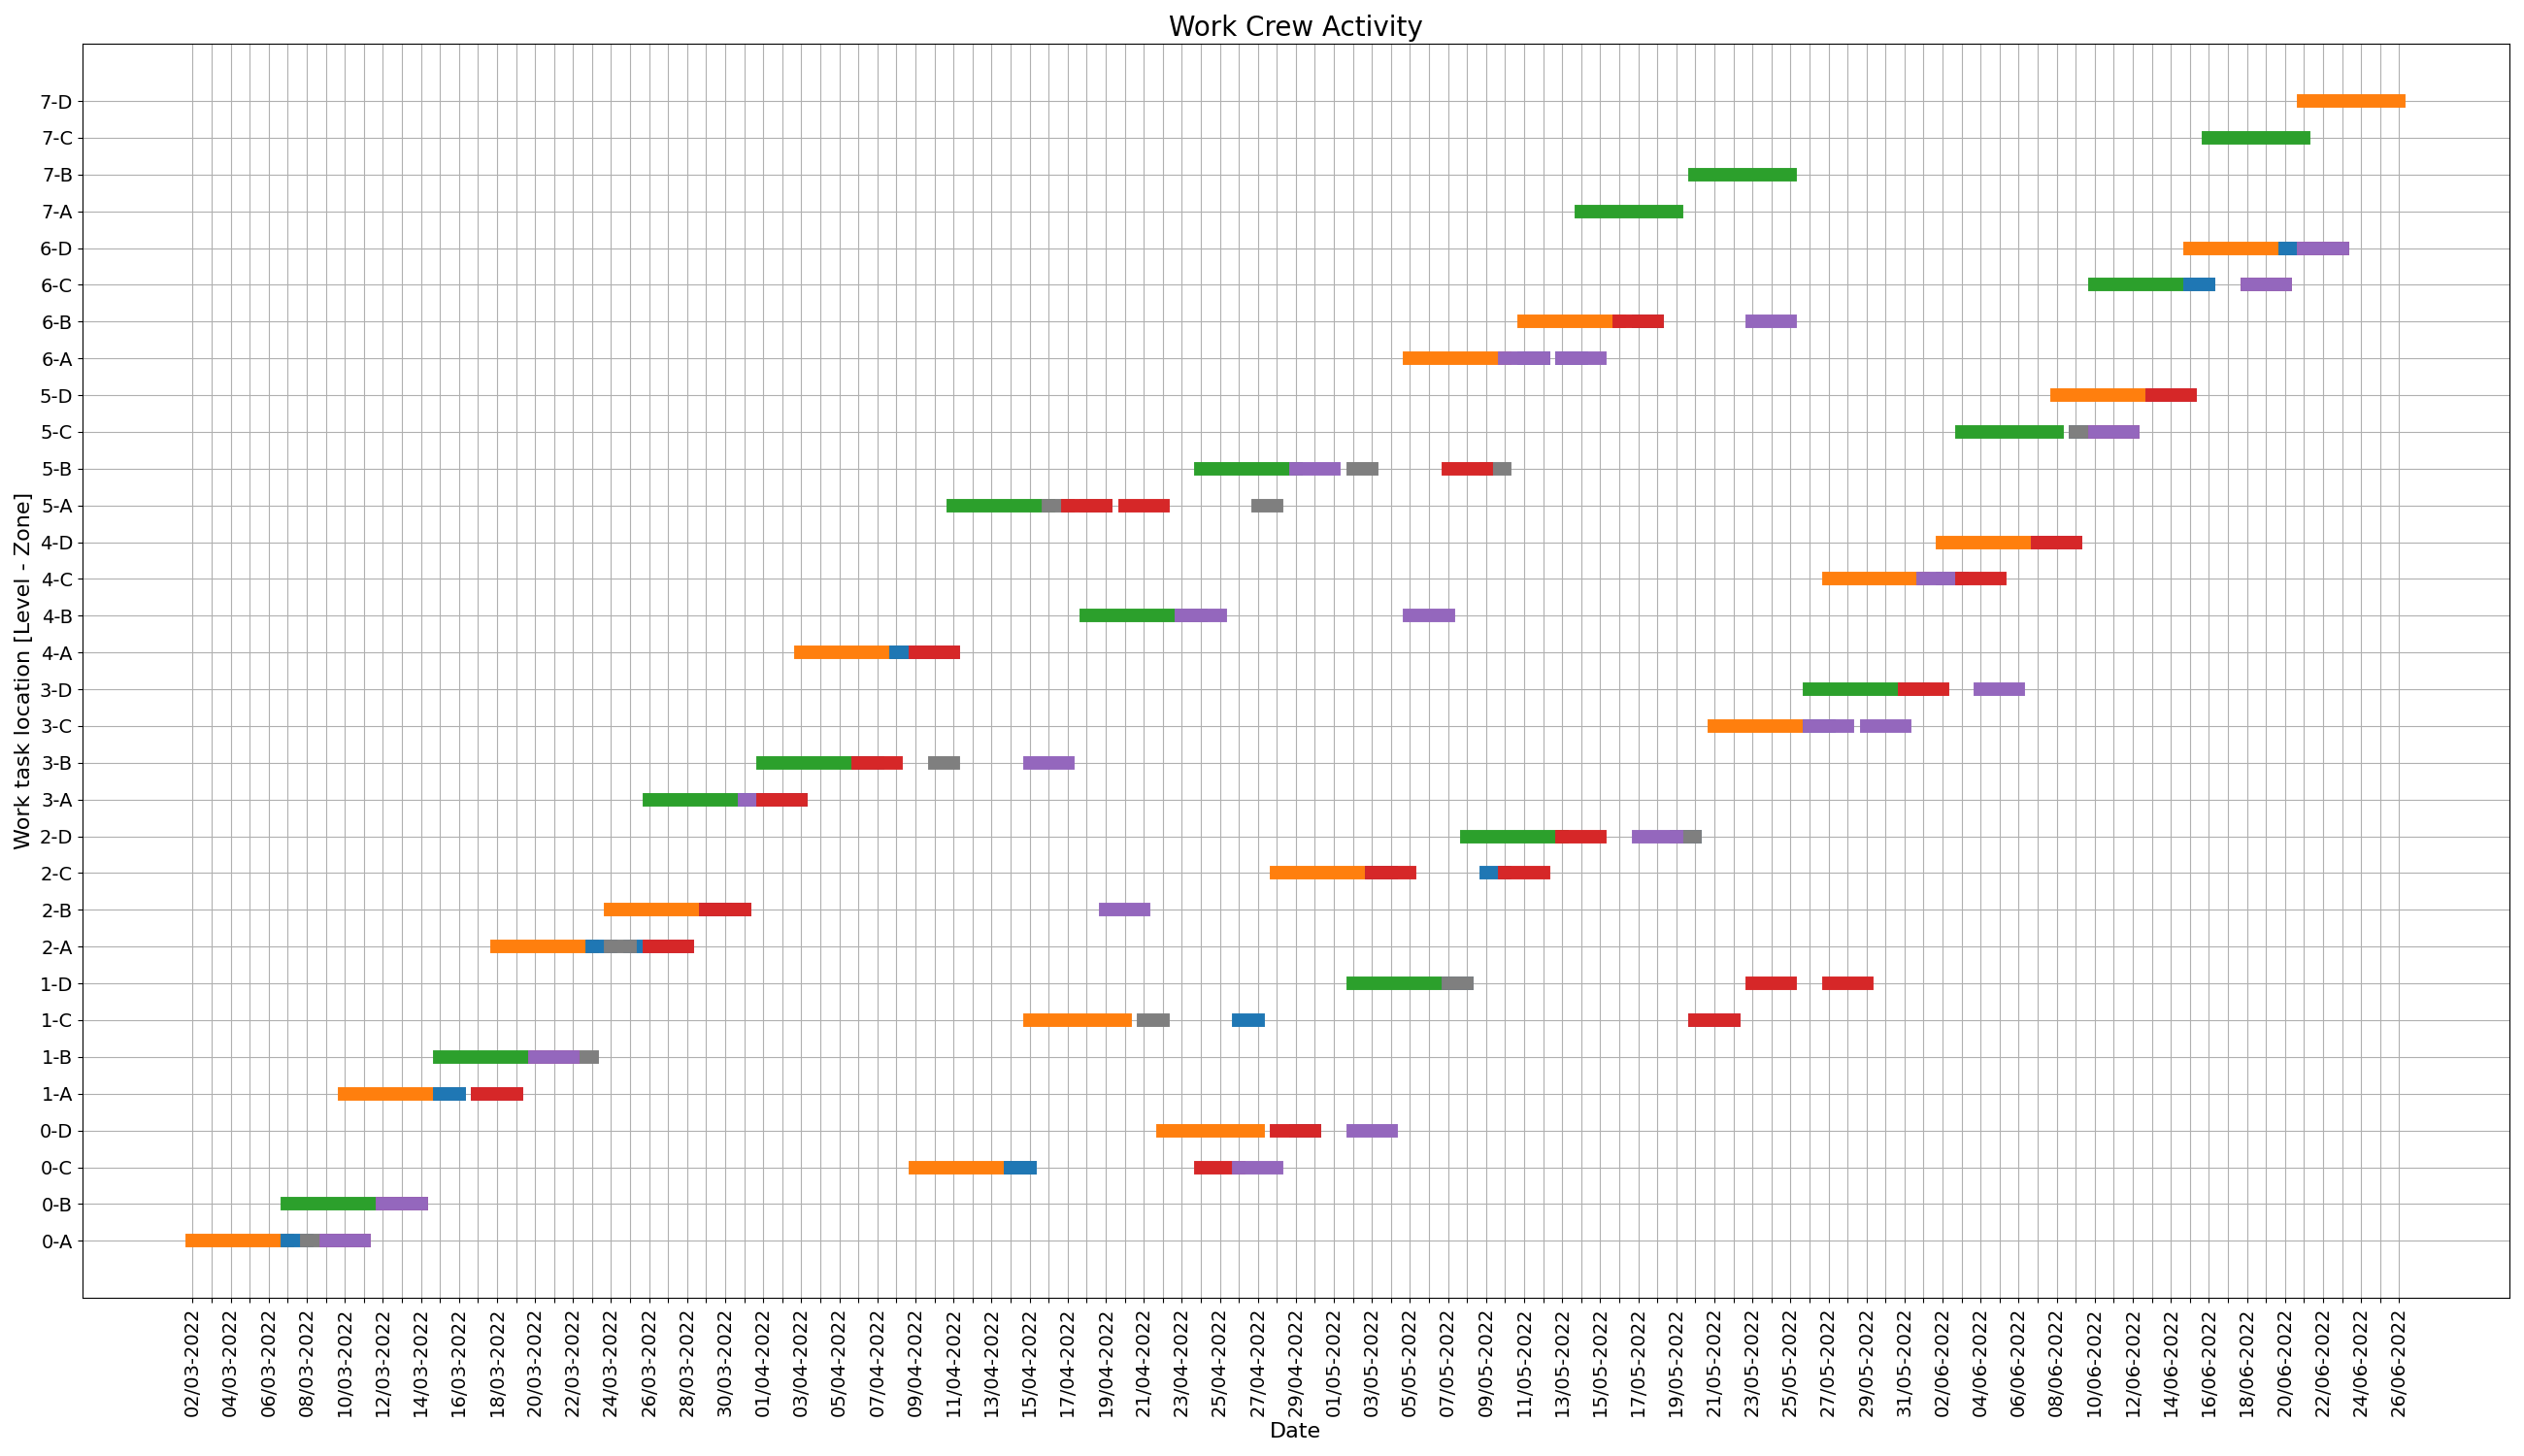 Work Crew Activity
Work task location [Level - Zone]
7-D
7-C
7-B
7-A
6-D
6-C
6-B
6-A
5-D
5-C
5-B
5-A
4-D
4-C
4-B
4-A
3-D
3-C
3-B
3-A
2-D
2-C
2-B
2-A
1-D
1-C
1-B
1-A
0-D
0-C
0-B
0-A
02/03-2022
04/03-2022
06/03-2022
08/03-2022
10/03-2022
12/03-2022
14/03-2022
16/03-2022
18/03-2022
20/03-2022
22/03-2022
24/03-2022
26/03-2022
28/03-2022
30/03-2022
01/04-2022
03/04-2022
05/04-2022
07/04-2022
09/04-2022
11/04-2022
13/04-2022
15/04-2022
17/04-2022
19/04-2022
21/04-2022
23/04-2022
25/04-2022
27/04-2022
29/04-2022
01/05-2022
03/05-2022
05/05-2022
07/05-2022
09/05-2022
11/05-2022
13/05-2022
15/05-2022
17/05-2022
19/05-2022
21/05-2022
23/05-2022
25/05-2022
27/05-2022
29/05-2022
31/05-2022
02/06-2022
04/06-2022
06/06-2022
08/06-2022
10/06-2022
12/06-2022
14/06-2022
16/06-2022
18/06-2022
20/06-2022
22/06-2022
24/06-2022
26/06-2022
Date